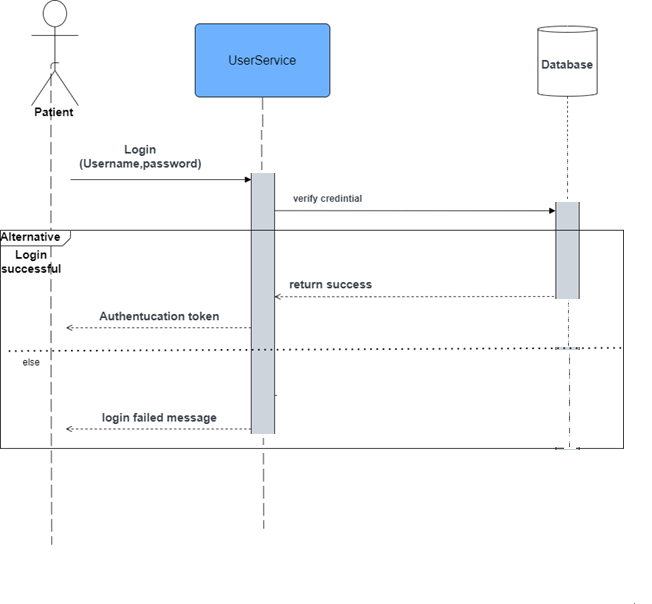 UserService
Database
Patient
Login
(Username,password)
verify credintial
Alternative
Login
successful
return success
Authentucation token
else
login failed message